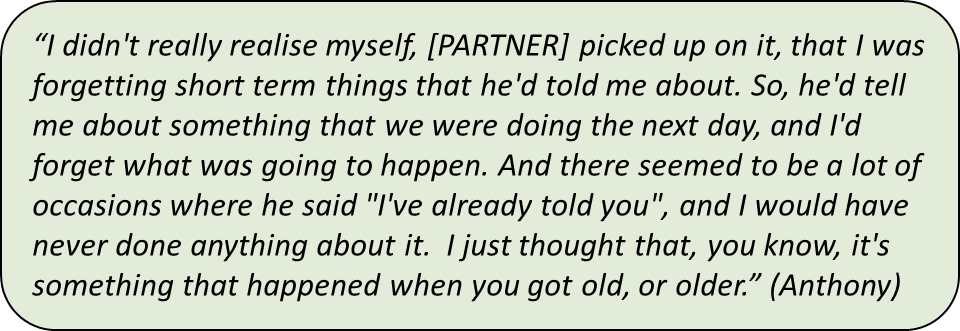 “I didn't really realise myself, [PARTNER] picked up on it, that I was
forgetting short term things that he'd told me about. So, he'd tell
me about something that we were doing the next day, and I'd
forget what was going to happen. And there seemed to be a lot of
occasions where he said "I've already told you", and I would have
never done anything about it.  I just thought that, you know, it's
something that happened when you got old, or older.” (Anthony)